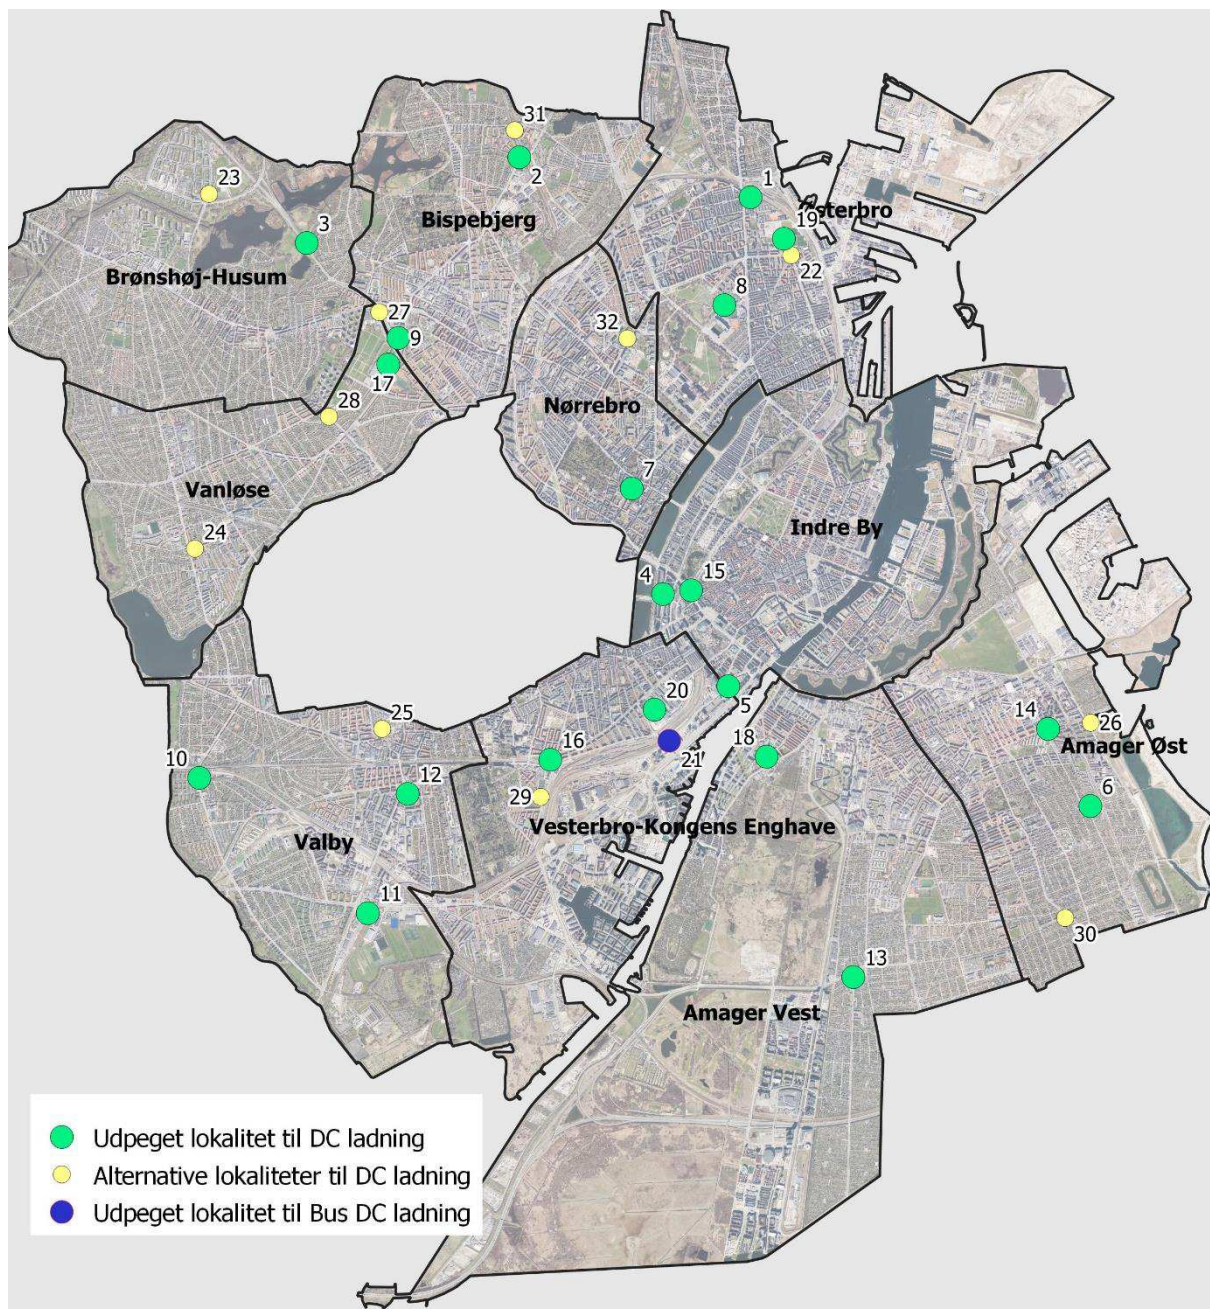 31
2
23
1
Bispebjerg
Østerbro
19
3
22
Brønshøj-Husum
8
27
32
9
17
28
Nørrebro
7
Vanløse
Indre By
24
4
15
5
20
25
14
26
16
18
Amager Øst
10
21
12
6
29
Vesterbro-Kongens Enghave
Valby
11
30
13
Amager Vest
Udpeget lokalitet til DC ladning
Alternative lokaliteter til DC ladning
Udpeget lokalitet til Bus DC ladning